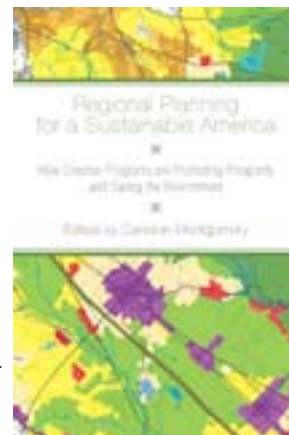 Regional Planning
for a Sustainable America
How Creative Programs are Promoting Prosperity
and Saving the Environment
Edited by Carleton Montgomery